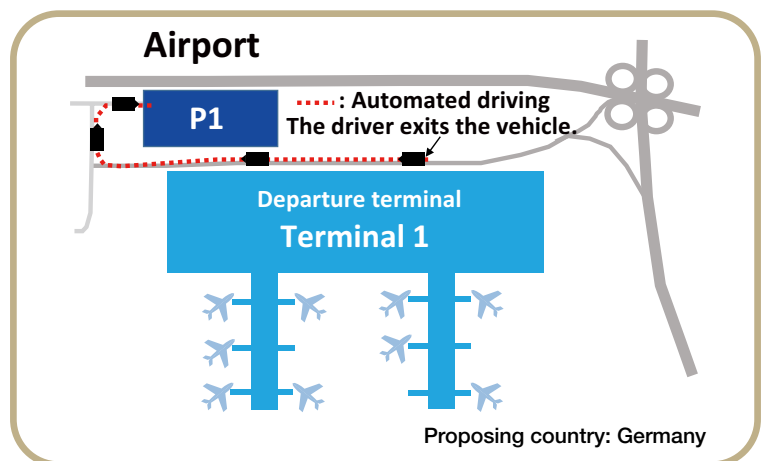 Airport
P1
: Automated driving
The driver exits the vehicle.
Departure terminal
Terminal 1
Proposing country: Germany